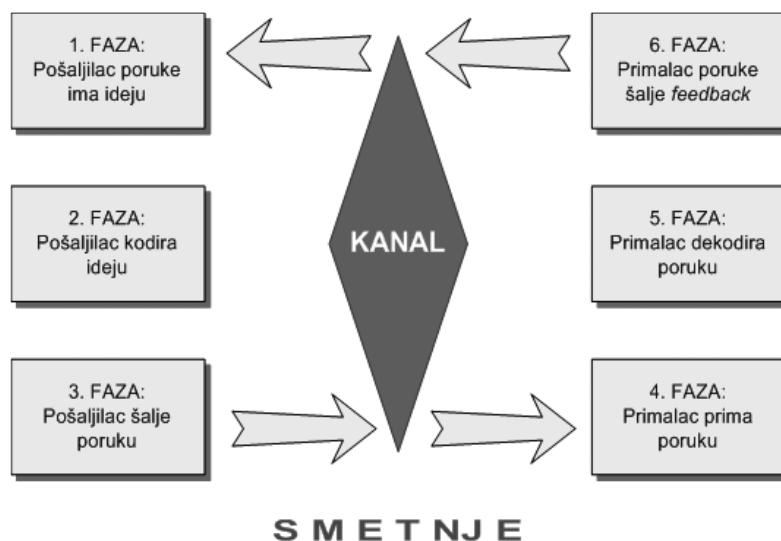 1. FAZA:
Pošaljilac poruke
ima ideju
2. FAZA:
Pošaljilac kodira
ideju
3. FAZA:
Pošaljilac šalje
poruku
KANAL
6. FAZA:
Primalac poruke
šalje feedback
5. FAZA:
Primalac dekodira
poruku
4. FAZA:
Primalac prima
poruku
SMETNJE